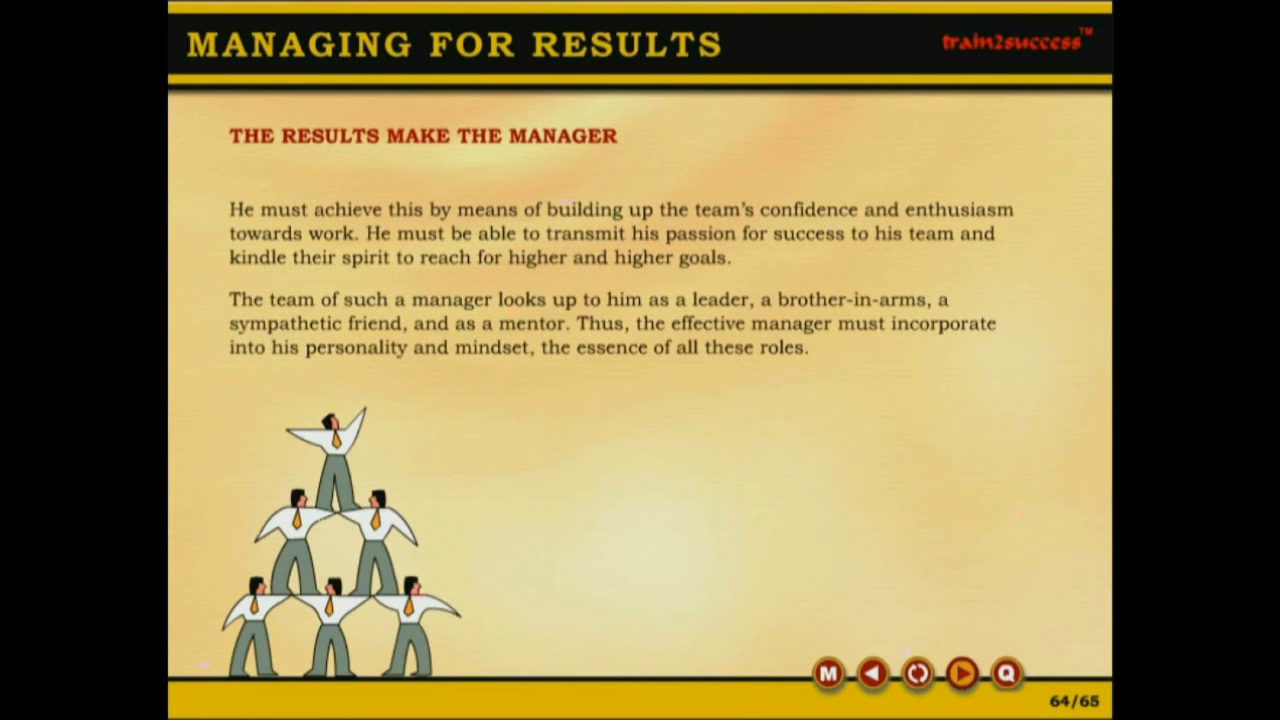 MANAGING FOR RESULTS
train2success™
THE RESULTS MAKE THE MANAGER
He must achieve this by means of building up the team's confidence and enthusiasm
towards work. He must be able to transmit his passion for success to his team and
kindle their spirit to reach for higher and higher goals.
The team of such a manager looks up to him as a leader, a brother-in-arms, a
sympathetic friend, and as a mentor. Thus, the effective manager must incorporate
into his personality and mindset, the essence of all these roles.
M Q
64/65